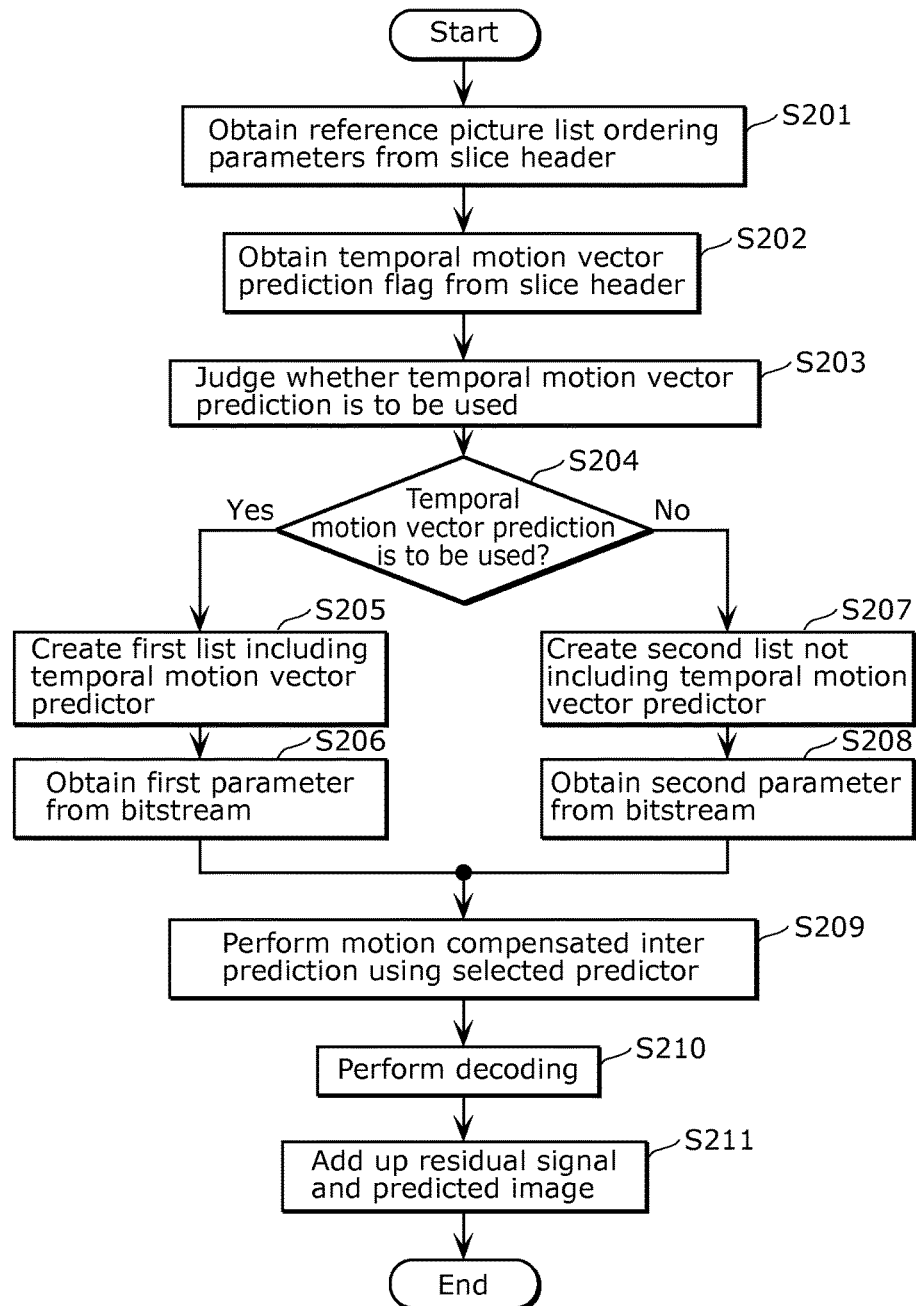 Start
S201
Obtain reference picture list ordering
parameters from slice header
S202
Obtain temporal motion vector
prediction flag from slice header
S203
Judge whether temporal motion vector
prediction is to be used
S204
Temporal
motion vector prediction
is to be used?
Yes
No
S205
Create first list including
temporal motion vector
predictor
S206
Obtain first parameter
from bitstream
S207
Create second list not
including temporal motion
vector predictor
S208
Obtain second parameter
from bitstream
S209
Perform motion compensated inter
prediction using selected predictor
S210
Perform decoding
S211
Add up residual signal
and predicted image
End